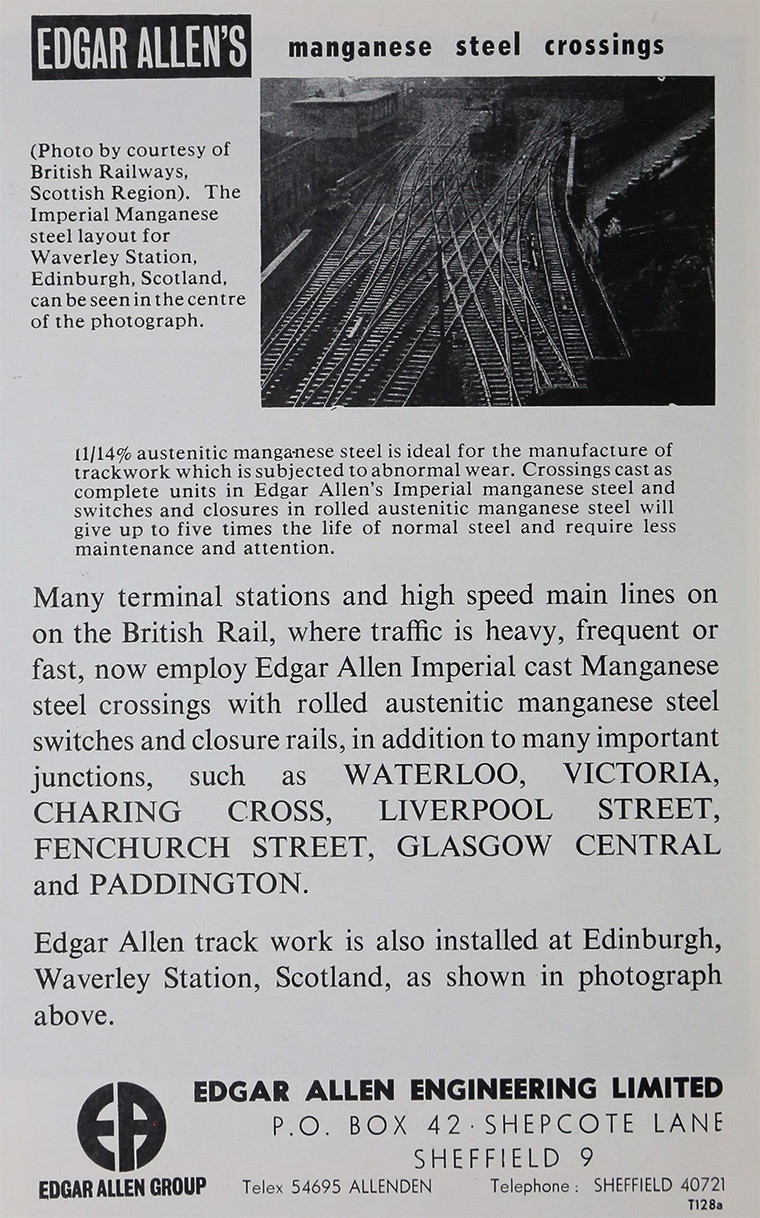 EDGAR ALLEN'S manganese steel crossings
(Photo by courtesy of
British Railways,
Scottish Region). The
Imperial Manganese
steel layout for
Waverley Station,
Edinburgh, Scotland,
can be seen in the centre
of the photograph.
11/14% austenitic manganese steel is ideal for the manufacture of
trackwork which is subjected to abnormal wear. Crossings cast as
complete units in Edgar Allen's Imperial manganese steel and
switches and closures in rolled austenitic manganese steel will
give up to five times the life of normal steel and require less
maintenance and attention.
Many terminal stations and high speed main lines on
on the British Rail, where traffic is heavy, frequent or
fast, now employ Edgar Allen Imperial cast Manganese
steel crossings with rolled austenitic manganese steel
switches and closure rails, in addition to many important
junctions, such as WATERLOO, VICTORIA,
CHARING CROSS, LIVERPOOL STREET,
FENCHURCH STREET, GLASGOW CENTRAL
and PADDINGTON.
Edgar Allen track work is also installed at Edinburgh,
Waverley Station, Scotland, as shown in photograph
above.
EA
EDGAR ALLEN GROUP
EDGAR ALLEN ENGINEERING LIMITED
P.O. BOX 42 · SHEPCOTE LANE
SHEFFIELD 9
Telex 54695 ALLENDEN Telephone : SHEFFIELD 40721
T128a